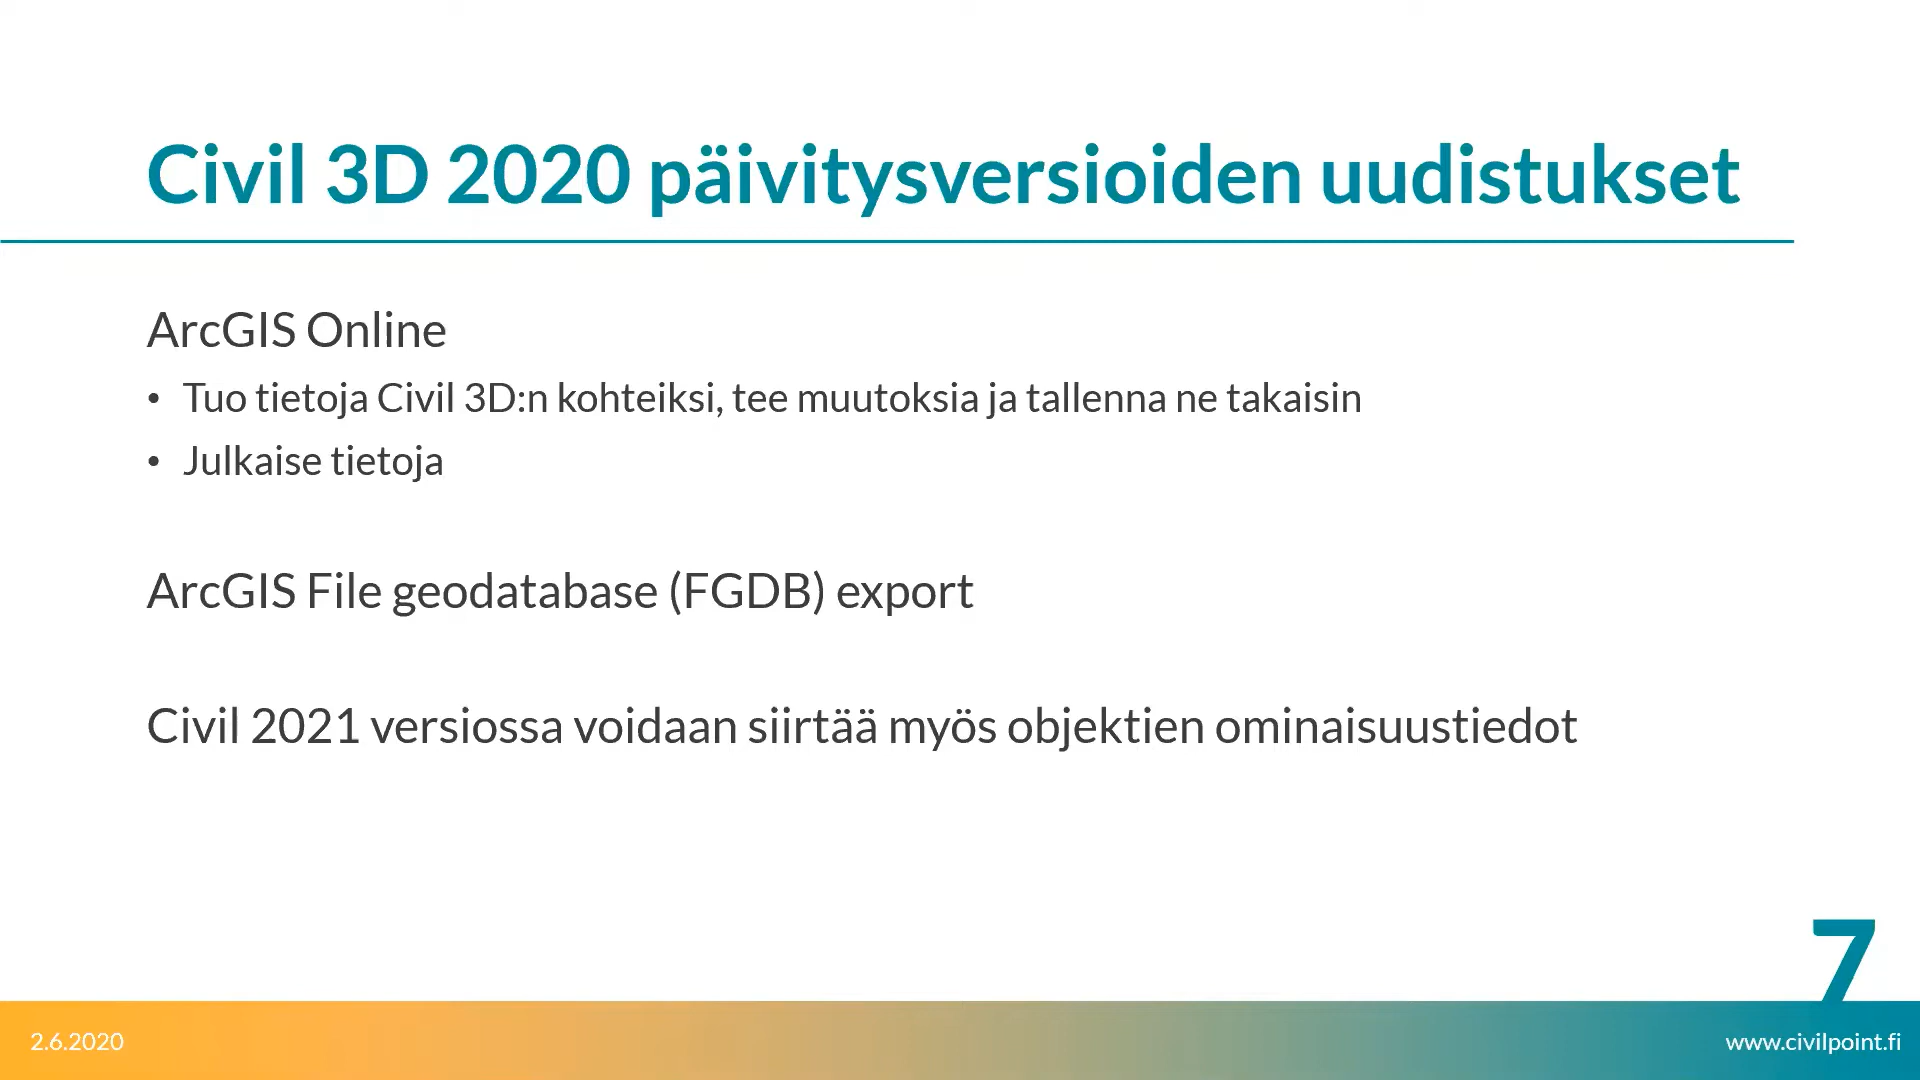 Civil 3D 2020 päivitysversioiden uudistukset
ArcGIS Online
• Tuo tietoja Civil 3D:n kohteiksi, tee muutoksia ja tallenna ne takaisin
• Julkaise tietoja
ArcGIS File geodatabase (FGDB) export
Civil 2021 versiossa voidaan siirtää myös objektien ominaisuustiedot
7
2.6.2020
www.civilpoint.fi